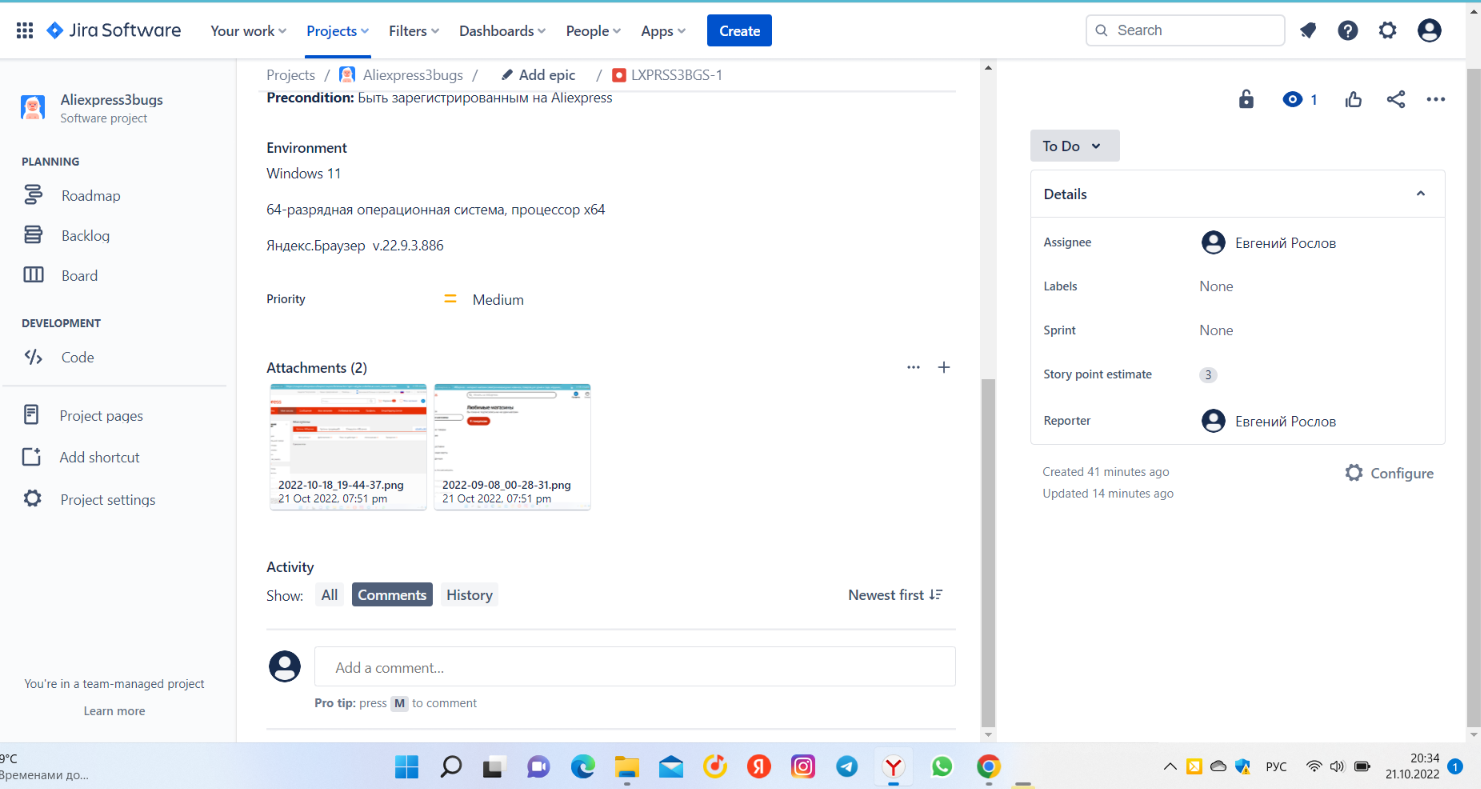 Jira Software Your work Projects Filters Dashboards People Apps Create Search
Projects / Aliexpress3bugs / Add epic / LXPRSS3BGS-1
Aliexpress3bugs
Software project
PLANNING
Roadmap
Backlog
Board
DEVELOPMENT
Code
Project pages
Add shortcut
Project settings
You're in a team-managed project
Learn more
Precondition: Быть зарегистрированным на Aliexpress
Environment
Windows 11
64-разрядная операционная система, процессор x64
Яндекс.Браузер v.22.9.3.886
Priority Medium
Attachments (2)
Любимые магазины
2022-10-18_19-44-37.png
21 Oct 2022, 07:51 pm
2022-09-08_00-28-31.png
21 Oct 2022, 07:51 pm
Activity
Show: All Comments History Newest first
Add a comment...
Pro tip: press M to comment
1
To Do
Details
Assignee Евгений Рослов
Labels None
Sprint None
Story point estimate 3
Reporter Евгений Рослов
Created 41 minutes ago
Updated 14 minutes ago
Configure
9°C
Временами до...
РУС
20:34
21.10.2022
1